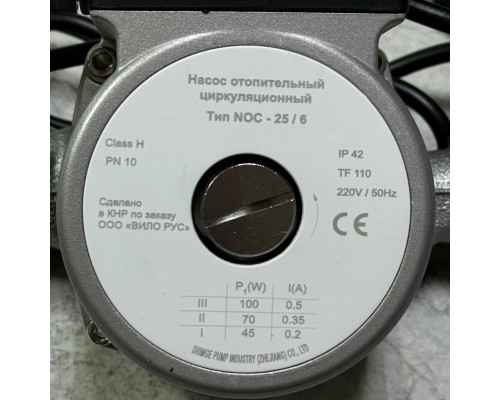 Насос отопительный
циркуляционный
Тип NOC - 25 / 6
Class H
PN 10
IP 42
TF 110
220V / 50Hz
Сделано
в КНР по заказу
ООО «ВИЛО РУС»
CE
P₁(W) I(A)
III 100 0.5
II 70 0.35
I 45 0.2
SHINGE PUMP INDUSTRY (ZHEJIANG) CO., LTD